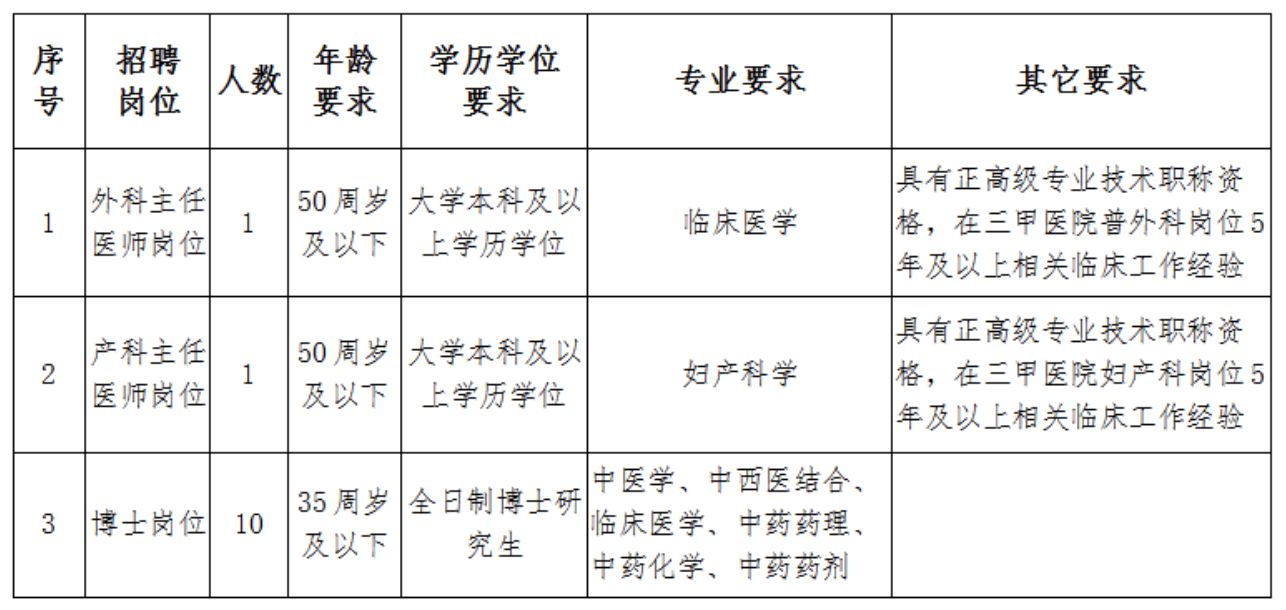 序号
招聘岗位
人数
年龄要求
学历学位要求
专业要求
其它要求
1
外科主任
医师岗位
1
50周岁
及以下
大学本科及以
上学历学位
临床医学
具有正高级专业技术职称资
格，在三甲医院普外科岗位5
年及以上相关临床工作经验
2
产科主任
医师岗位
1
50周岁
及以下
大学本科及以
上学历学位
妇产科学
具有正高级专业技术职称资
格，在三甲医院妇产科岗位5
年及以上相关临床工作经验
3
博士岗位
10
35周岁
及以下
全日制博士研
究生
中医学、中西医结合、
临床医学、中药药理、
中药化学、中药药剂